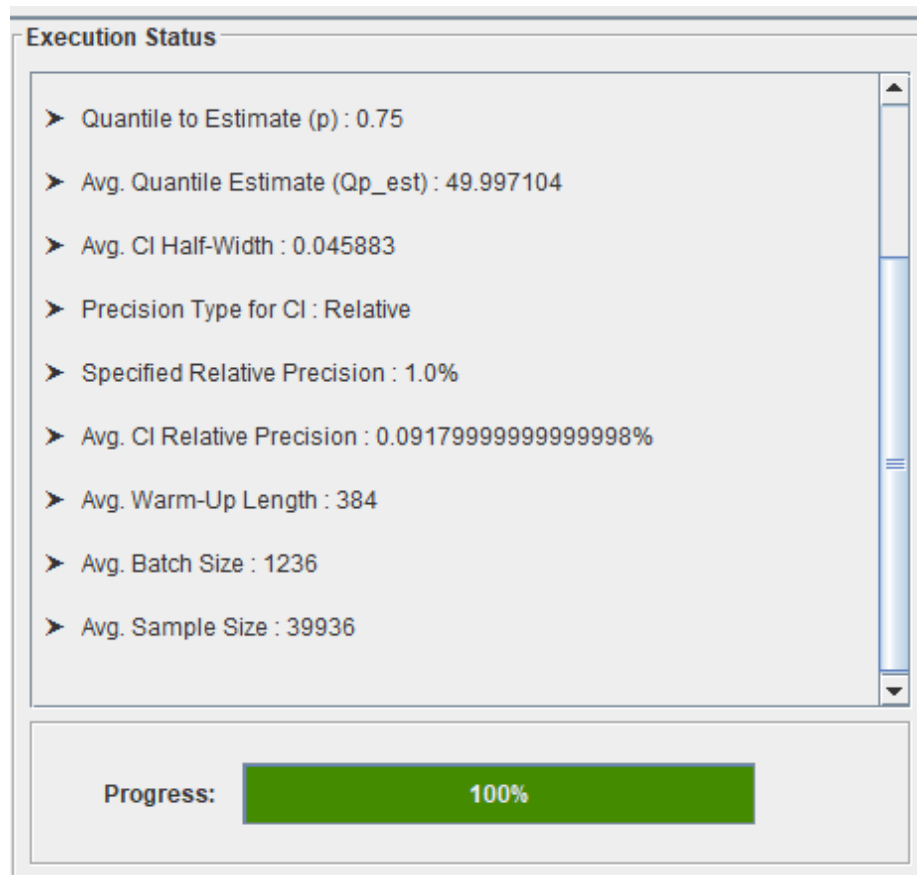 Execution Status
➤ Quantile to Estimate (p) : 0.75
➤ Avg. Quantile Estimate (Qp_est) : 49.997104
➤ Avg. CI Half-Width : 0.045883
➤ Precision Type for CI : Relative
➤ Specified Relative Precision : 1.0%
➤ Avg. CI Relative Precision : 0.09179999999999998%
➤ Avg. Warm-Up Length : 384
➤ Avg. Batch Size : 1236
➤ Avg. Sample Size : 39936
Progress: 100%